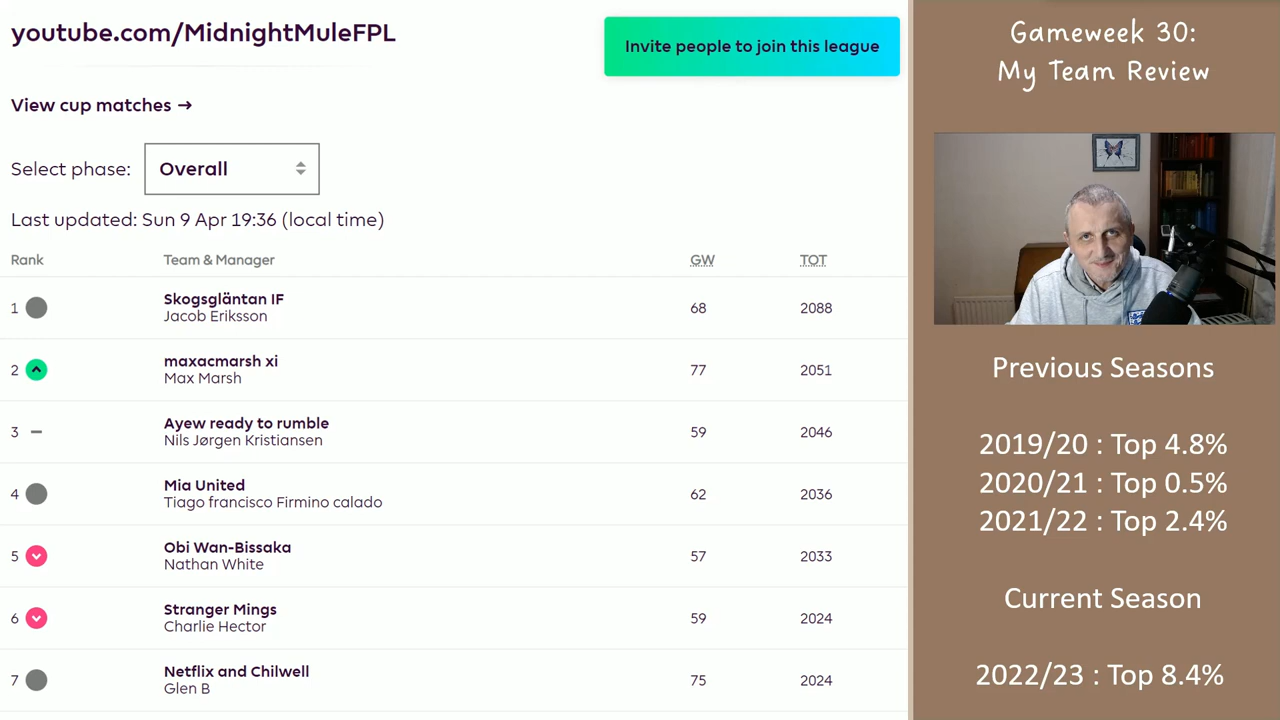 youtube.com/MidnightMuleFPL
Invite people to join this league
View cup matches →
Select phase: Overall
Last updated: Sun 9 Apr 19:36 (local time)
Rank Team & Manager GW TOT
1 Skogsgläntan IF 68 2088
Jacob Eriksson
2 maxacmarsh xi 77 2051
Max Marsh
3 Ayew ready to rumble 59 2046
Nils Jørgen Kristiansen
4 Mia United 62 2036
Tiago francisco Firmino calado
5 Obi Wan-Bissaka 57 2033
Nathan White
6 Stranger Mings 59 2024
Charlie Hector
7 Netflix and Chilwell 75 2024
Glen B
Gameweek 30:
My Team Review
Previous Seasons
2019/20 : Top 4.8%
2020/21 : Top 0.5%
2021/22 : Top 2.4%
Current Season
2022/23 : Top 8.4%